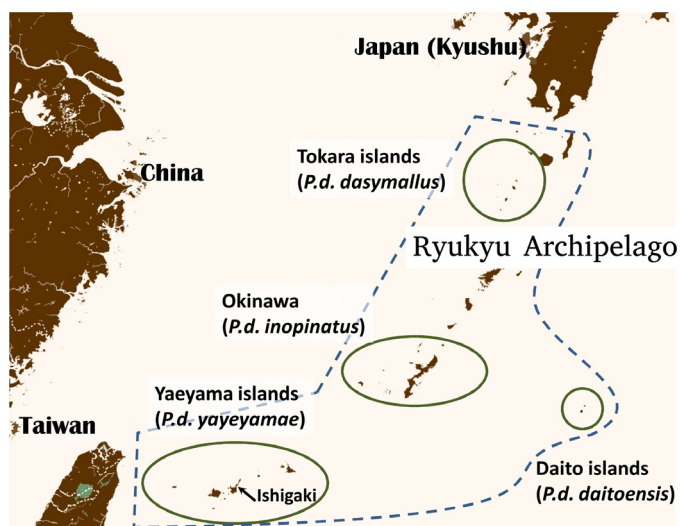 Japan (Kyushu)
Tokara islands
(P.d. dasymallus)
China
Ryukyu Archipelago
Okinawa
(P.d. inopinatus)
Yaeyama islands
(P.d. yayeyamae)
Taiwan
Daito islands
(P.d. daitoensis)
Ishigaki